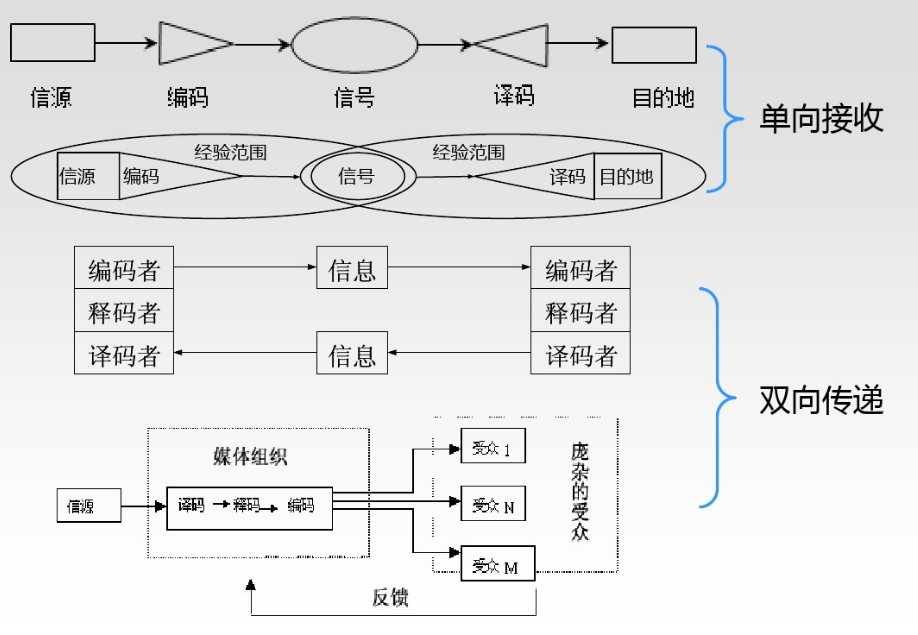 信源 编码 信号 译码 目的地
单向接收
经验范围 经验范围
信源 编码 信号 译码 目的地
编码者 信息 编码者
释码者 释码者
译码者 信息 译码者
双向传递
媒体组织
信源 译码 释码 编码
受众 1
受众 N
受众 M
庞杂的受众
反馈